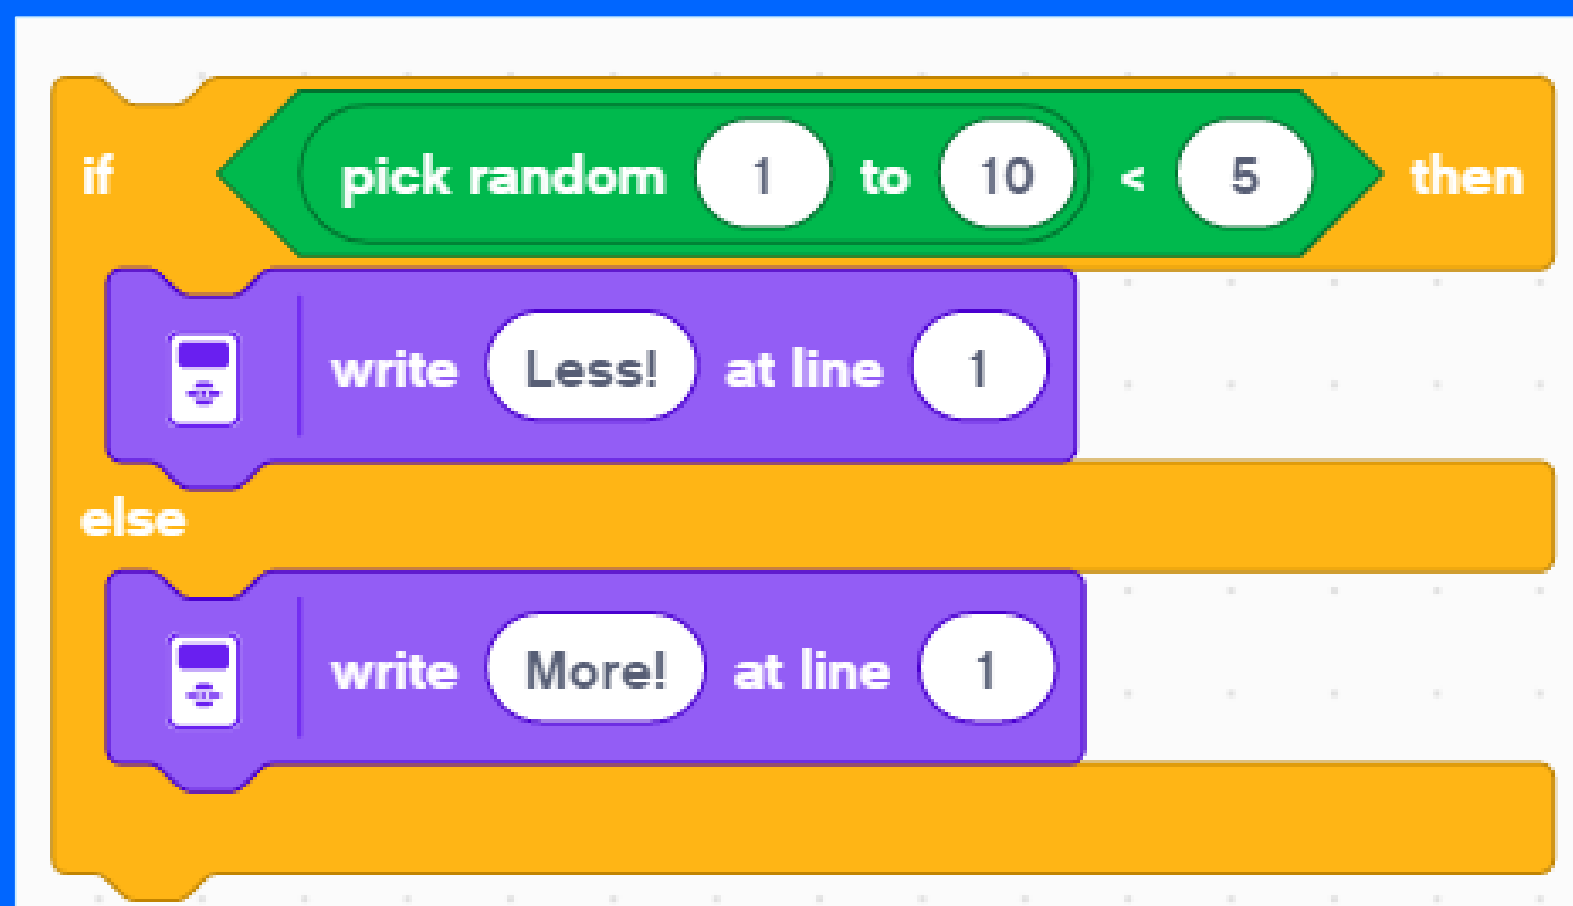 if pick random 1 to 10 < 5 then
write Less! at line 1
else
write More! at line 1